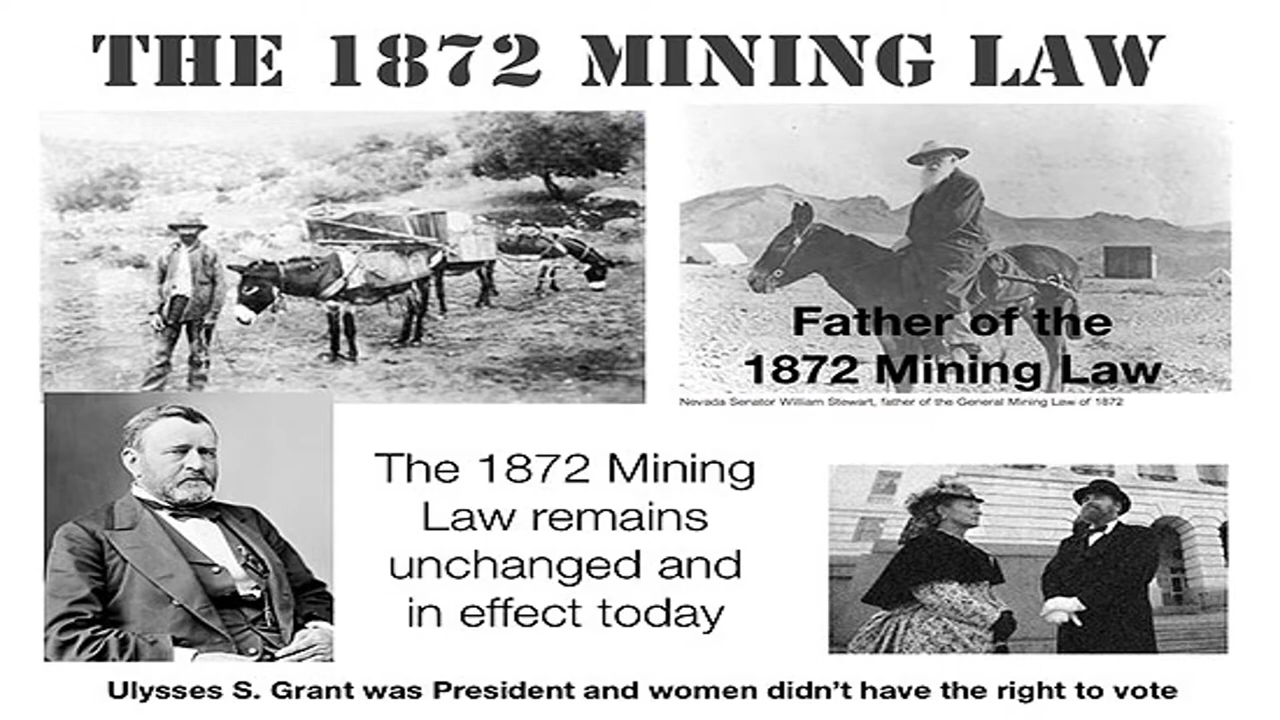 THE 1872 MINING LAW
Father of the
1872 Mining Law
Nevada Senator William Stewart, father of the General Mining Law of 1872
The 1872 Mining
Law remains
unchanged and
in effect today
Ulysses S. Grant was President and women didn't have the right to vote